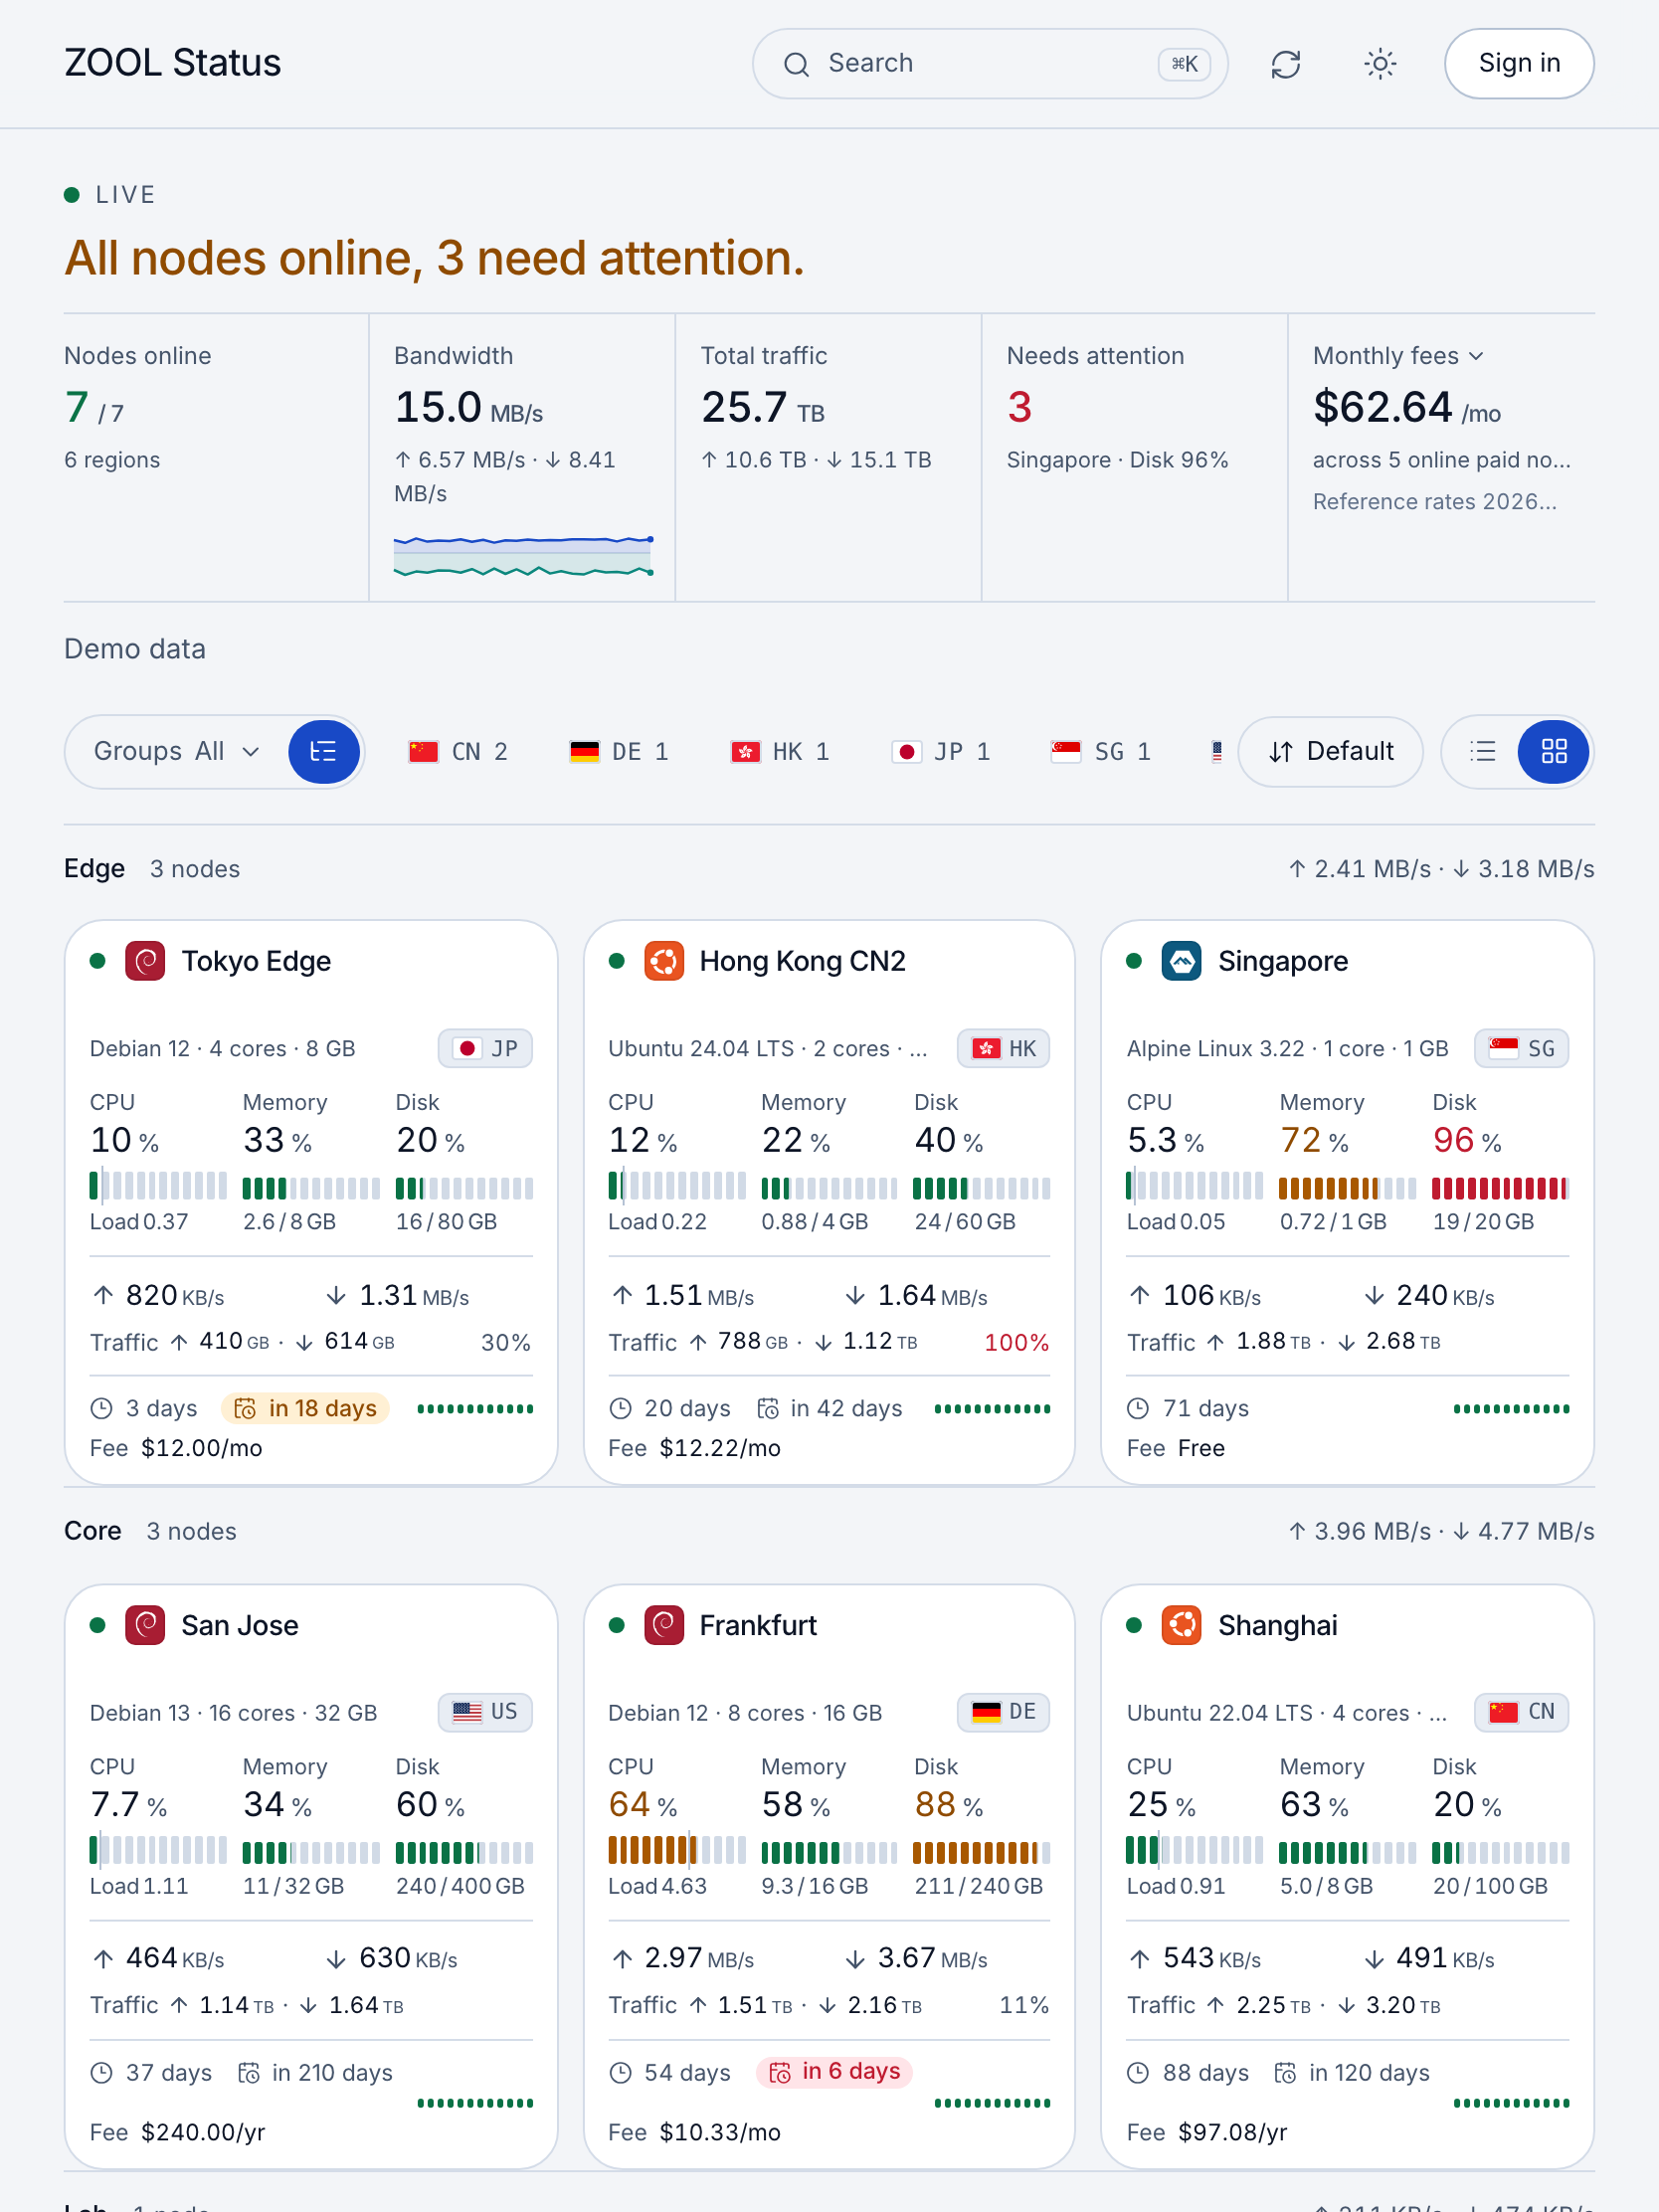 ZOOL Status
Search
⌘K
Sign in
LIVE
All nodes online, 3 need attention.
Nodes online
7 / 7
6 regions
Bandwidth
15.0 MB/s
↑ 6.57 MB/s · ↓ 8.41
MB/s
Total traffic
25.7 TB
↑ 10.6 TB · ↓ 15.1 TB
Needs attention
3
Singapore · Disk 96%
Monthly fees
$62.64 /mo
across 5 online paid no…
Reference rates 2026…
Demo data
Groups All
CN 2
DE 1
HK 1
JP 1
SG 1
Default
Edge 3 nodes
↑ 2.41 MB/s · ↓ 3.18 MB/s
Tokyo Edge
Debian 12 · 4 cores · 8 GB
JP
CPU Memory Disk
10 % 33 % 20 %
Load 0.37 2.6 / 8 GB 16 / 80 GB
↑ 820 KB/s ↓ 1.31 MB/s
Traffic ↑ 410 GB · ↓ 614 GB 30%
3 days in 18 days
Fee $12.00/mo
Hong Kong CN2
Ubuntu 24.04 LTS · 2 cores · …
HK
CPU Memory Disk
12 % 22 % 40 %
Load 0.22 0.88 / 4 GB 24 / 60 GB
↑ 1.51 MB/s ↓ 1.64 MB/s
Traffic ↑ 788 GB · ↓ 1.12 TB 100%
20 days in 42 days
Fee $12.22/mo
Singapore
Alpine Linux 3.22 · 1 core · 1 GB
SG
CPU Memory Disk
5.3 % 72 % 96 %
Load 0.05 0.72 / 1 GB 19 / 20 GB
↑ 106 KB/s ↓ 240 KB/s
Traffic ↑ 1.88 TB · ↓ 2.68 TB
71 days
Fee Free
Core 3 nodes
↑ 3.96 MB/s · ↓ 4.77 MB/s
San Jose
Debian 13 · 16 cores · 32 GB
US
CPU Memory Disk
7.7 % 34 % 60 %
Load 1.11 11 / 32 GB 240 / 400 GB
↑ 464 KB/s ↓ 630 KB/s
Traffic ↑ 1.14 TB · ↓ 1.64 TB
37 days in 210 days
Fee $240.00/yr
Frankfurt
Debian 12 · 8 cores · 16 GB
DE
CPU Memory Disk
64 % 58 % 88 %
Load 4.63 9.3 / 16 GB 211 / 240 GB
↑ 2.97 MB/s ↓ 3.67 MB/s
Traffic ↑ 1.51 TB · ↓ 2.16 TB 11%
54 days in 6 days
Fee $10.33/mo
Shanghai
Ubuntu 22.04 LTS · 4 cores · …
CN
CPU Memory Disk
25 % 63 % 20 %
Load 0.91 5.0 / 8 GB 20 / 100 GB
↑ 543 KB/s ↓ 491 KB/s
Traffic ↑ 2.25 TB · ↓ 3.20 TB
88 days in 120 days
Fee $97.08/yr